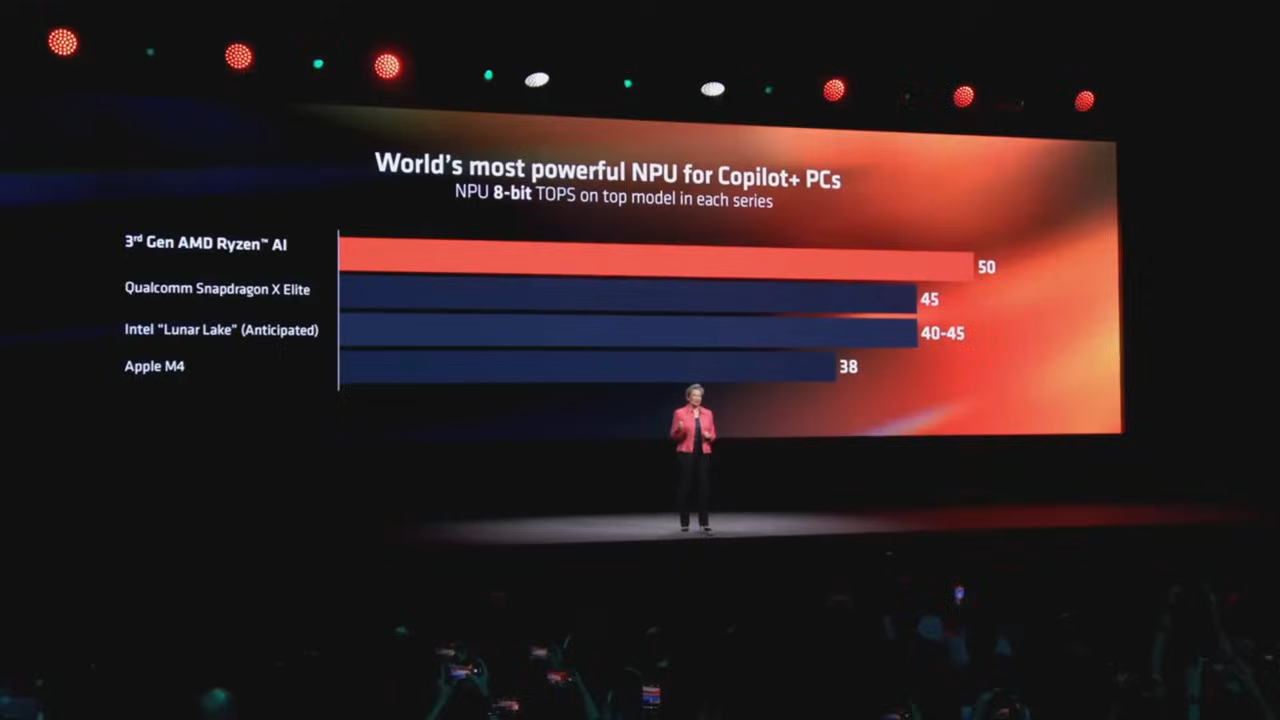 World's most powerful NPU for Copilot+ PCs
NPU 8-bit TOPS on top model in each series
3rd Gen AMD Ryzen™ AI 50
Qualcomm Snapdragon X Elite 45
Intel "Lunar Lake" (Anticipated) 40-45
Apple M4 38